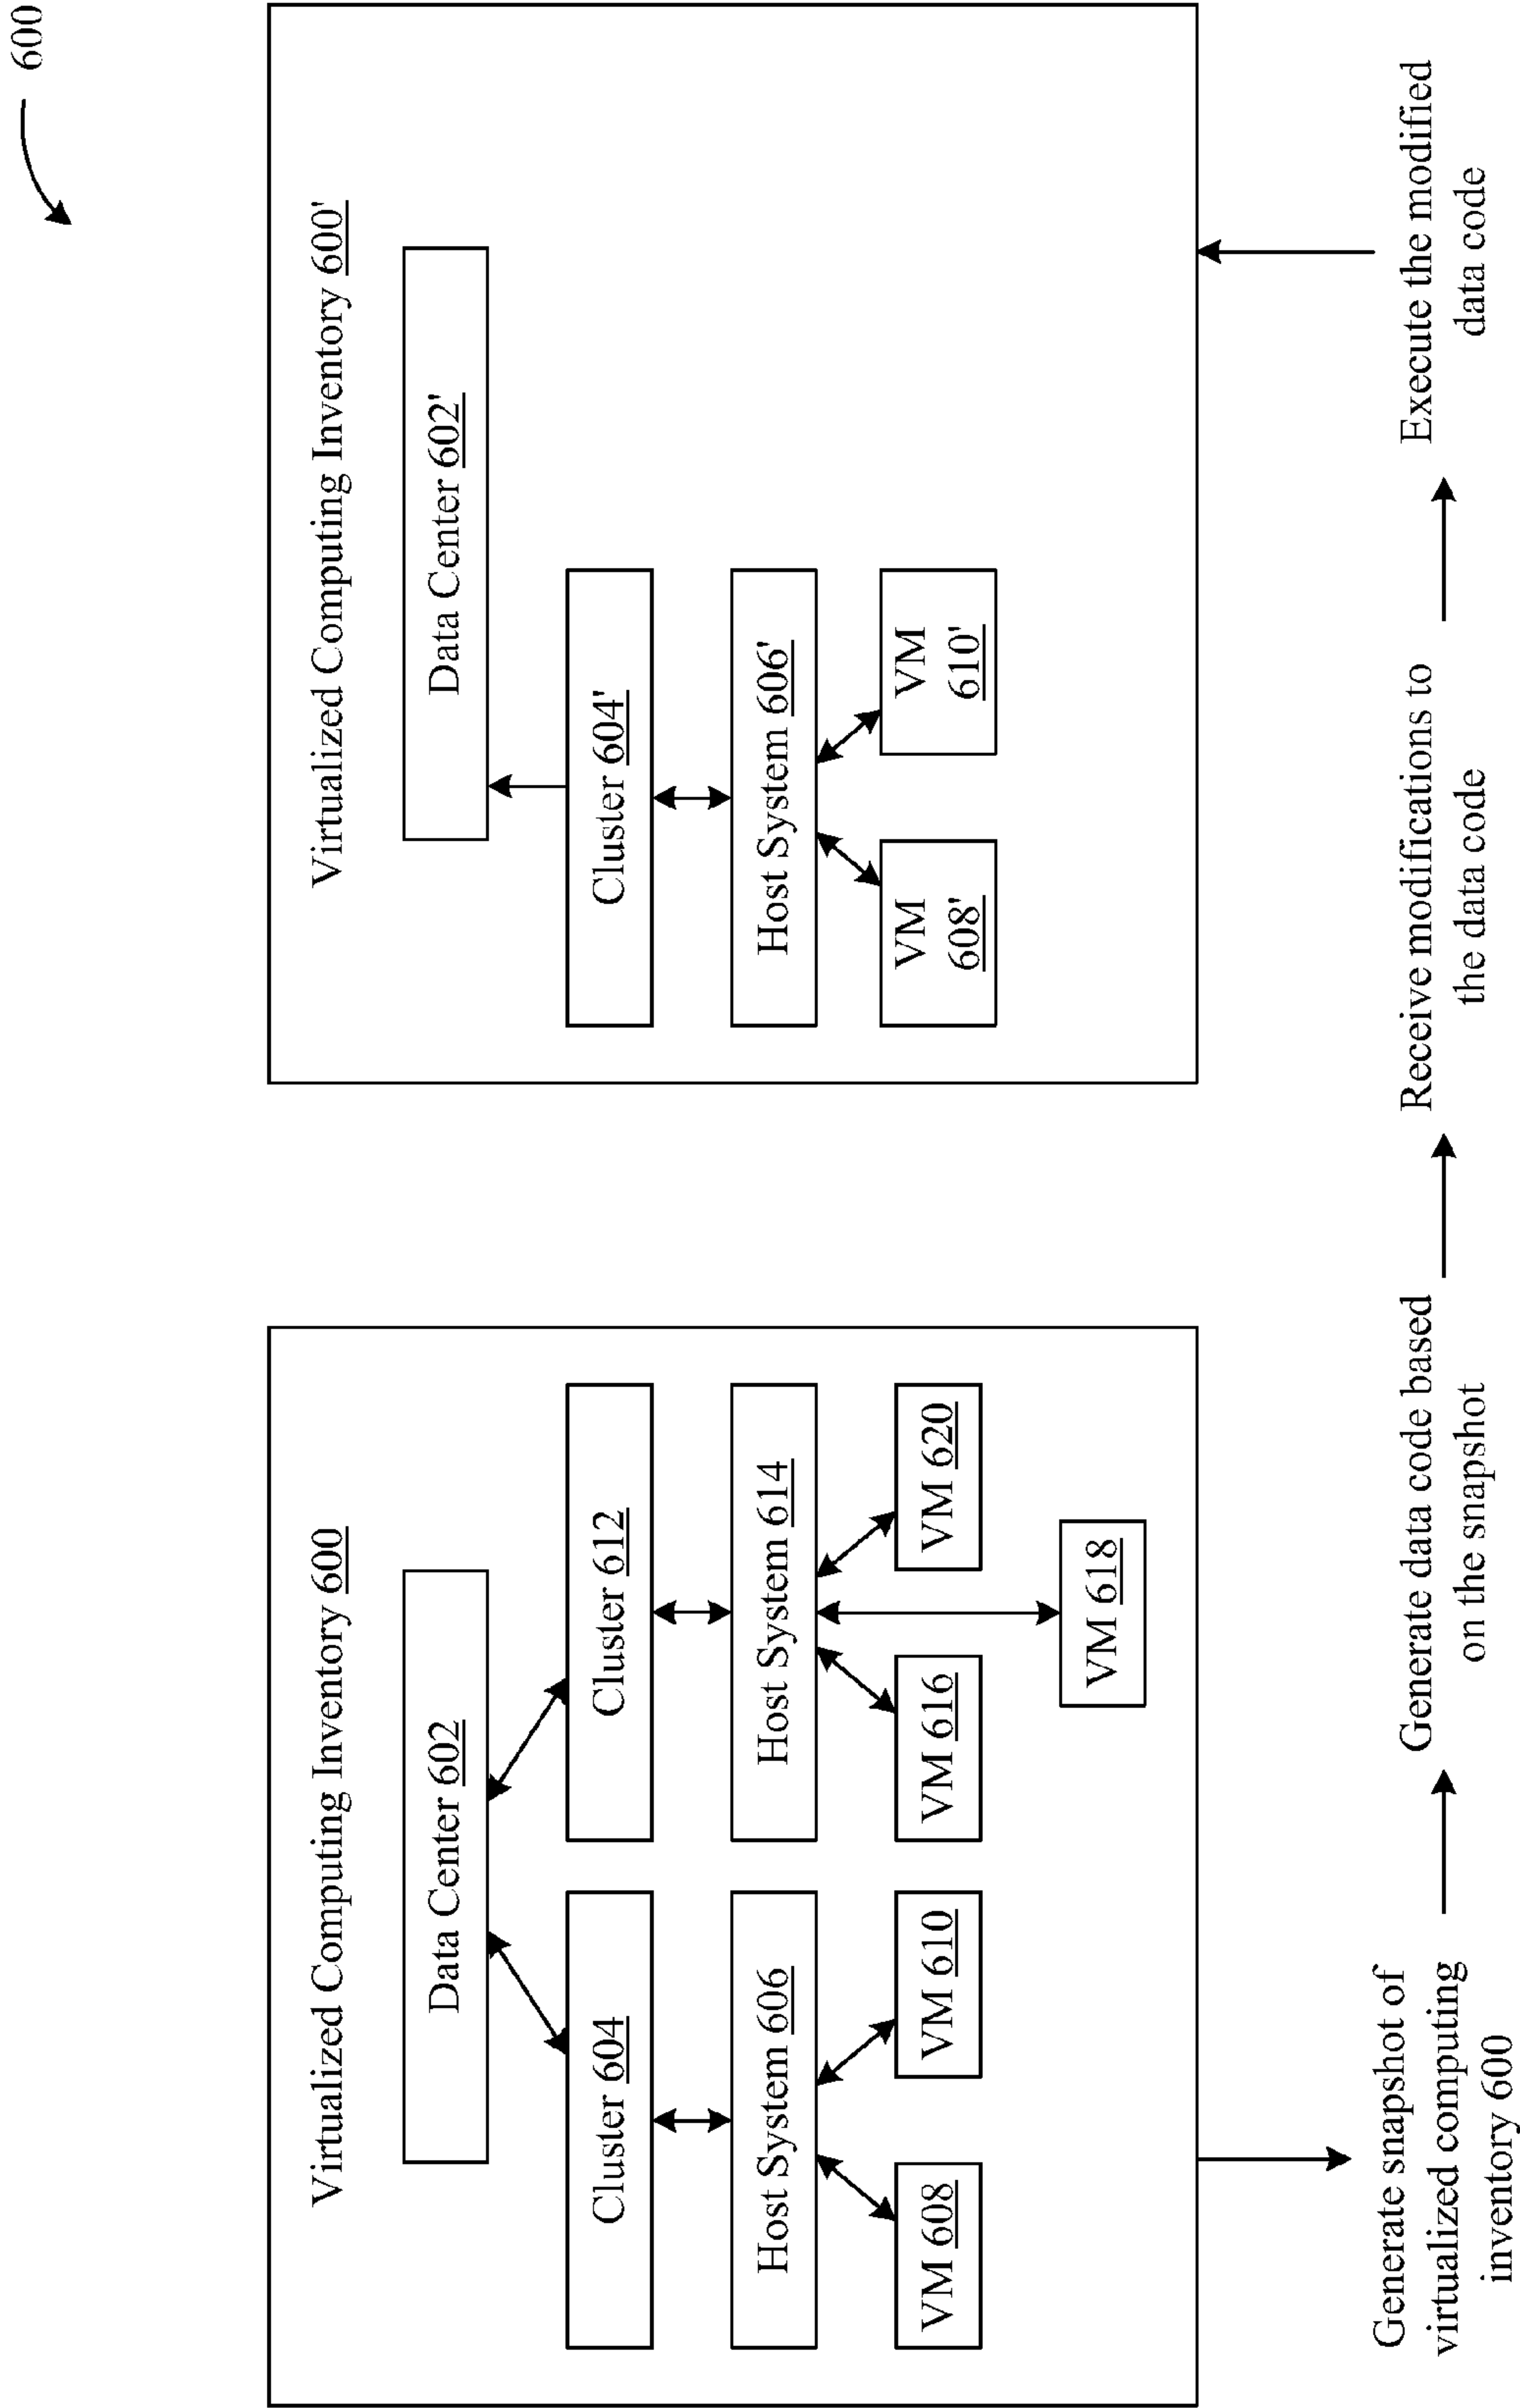 600
Virtualized Computing Inventory 600
Data Center 602
Cluster 604
Cluster 612
Host System 606
Host System 614
VM 608
VM 610
VM 616
VM 620
VM 618
Virtualized Computing Inventory 600'
Data Center 602'
Cluster 604'
Host System 606'
VM
608'
VM
610'
Generate snapshot of
virtualized computing
inventory 600
Generate data code based
on the snapshot
Receive modifications to
the data code
Execute the modified
data code